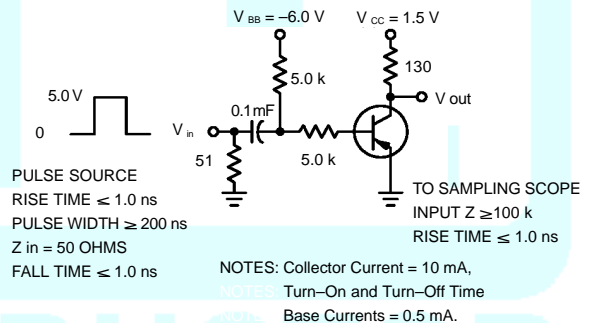 V BB = –6.0 V
V CC = 1.5 V
5.0 k
130
V out
5.0 V
0
0.1mF
V in
51
5.0 k
PULSE SOURCE
RISE TIME ≤ 1.0 ns
PULSE WIDTH ≥ 200 ns
Z in = 50 OHMS
FALL TIME ≤ 1.0 ns
TO SAMPLING SCOPE
INPUT Z ≥100 k
RISE TIME ≤ 1.0 ns
NOTES: Collector Current = 10 mA,
NOTES: Turn–On and Turn–Off Time
NOTES: Base Currents = 0.5 mA.